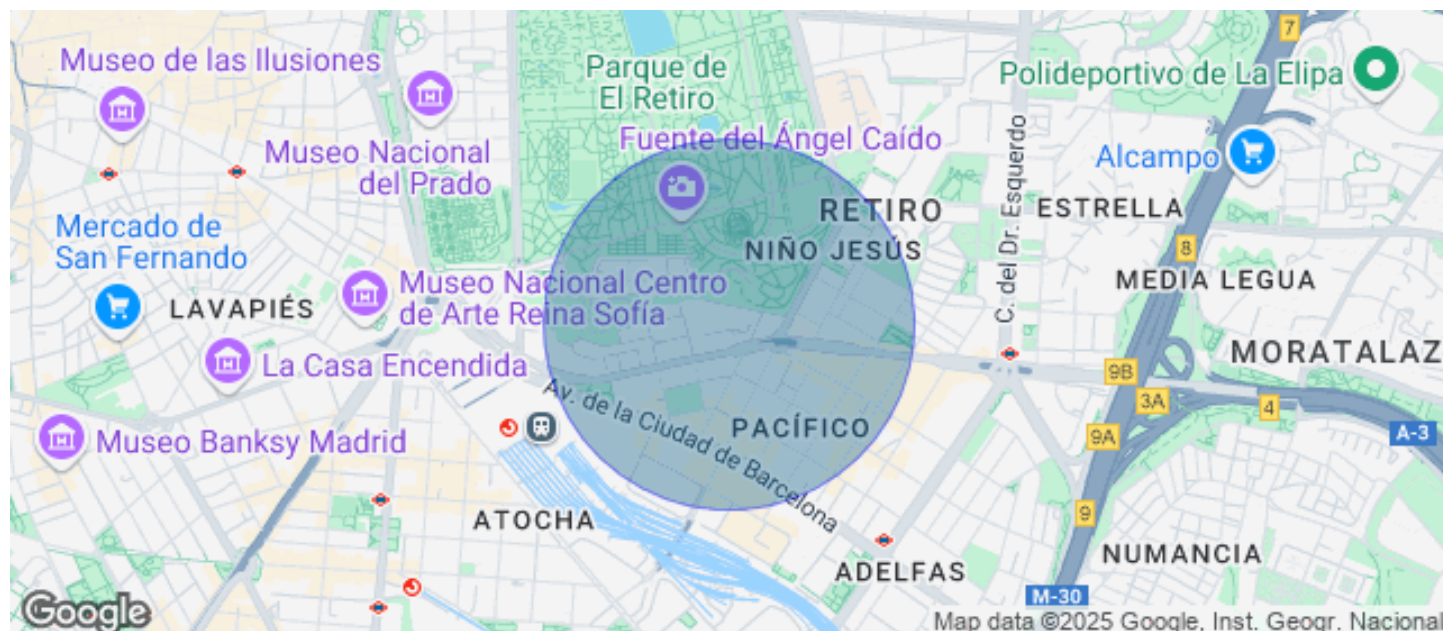 7
Museo de las Ilusiones
Parque de
El Retiro
Polideportivo de La Elipa
Fuente del Ángel Caído
Museo Nacional
del Prado
Alcampo
C. del Dr. Esquerdo
RETIRO
ESTRELLA
Mercado de
San Fernando
NIÑO JESÚS
8
MEDIA LEGUA
Museo Nacional Centro
de Arte Reina Sofía
LAVAPIÉS
La Casa Encendida
MORATALAZ
9B
3A
4
Av. de la Ciudad de Barcelona
PACÍFICO
9A
A-3
Museo Banksy Madrid
ATOCHA
9
NUMANCIA
ADELFAS
M-30
Google
Map data ©2025 Google, Inst. Geogr. Nacional